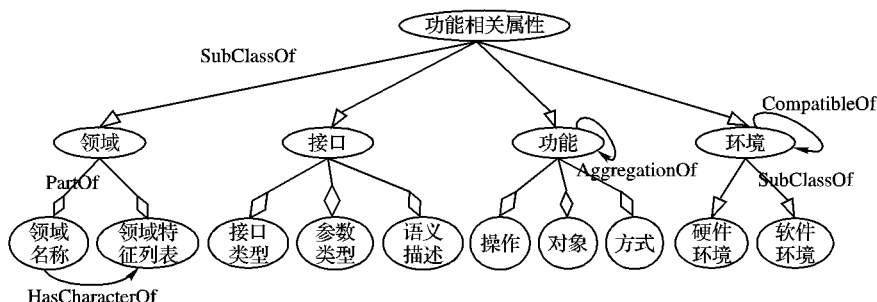 功能相关属性
SubClassOf
CompatibleOf
领域
接口
功能
环境
PartOf
AggregationOf
SubClassOf
领域
名称
领域特
征列表
接口
类型
参数
类型
语义
描述
操作
对象
方式
硬件
环境
软件
环境
HasCharacterOf